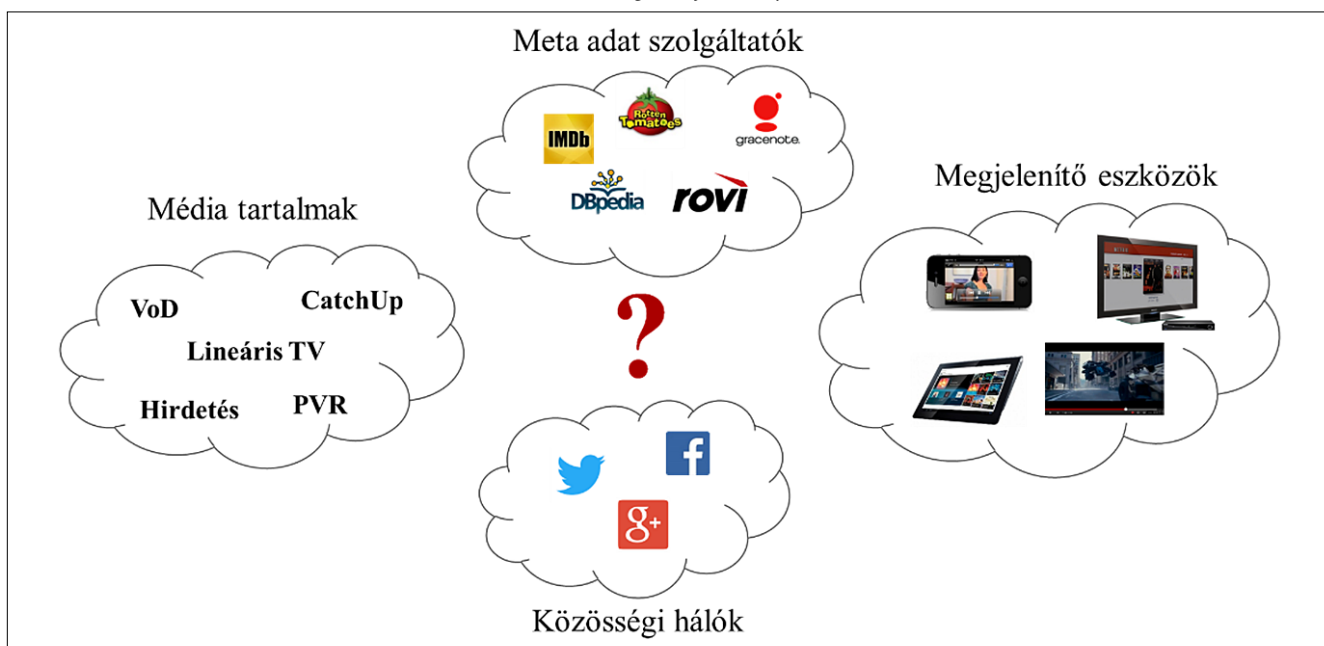 Meta adat szolgáltatók
Rotten
Tomatoes
IMDb
gracenote.
DBpedia
rovi
Média tartalmak
VoD
CatchUp
Lineáris TV
Hirdetés
PVR
?
Megjelenítő eszközök
f
g+
Közösségi hálók